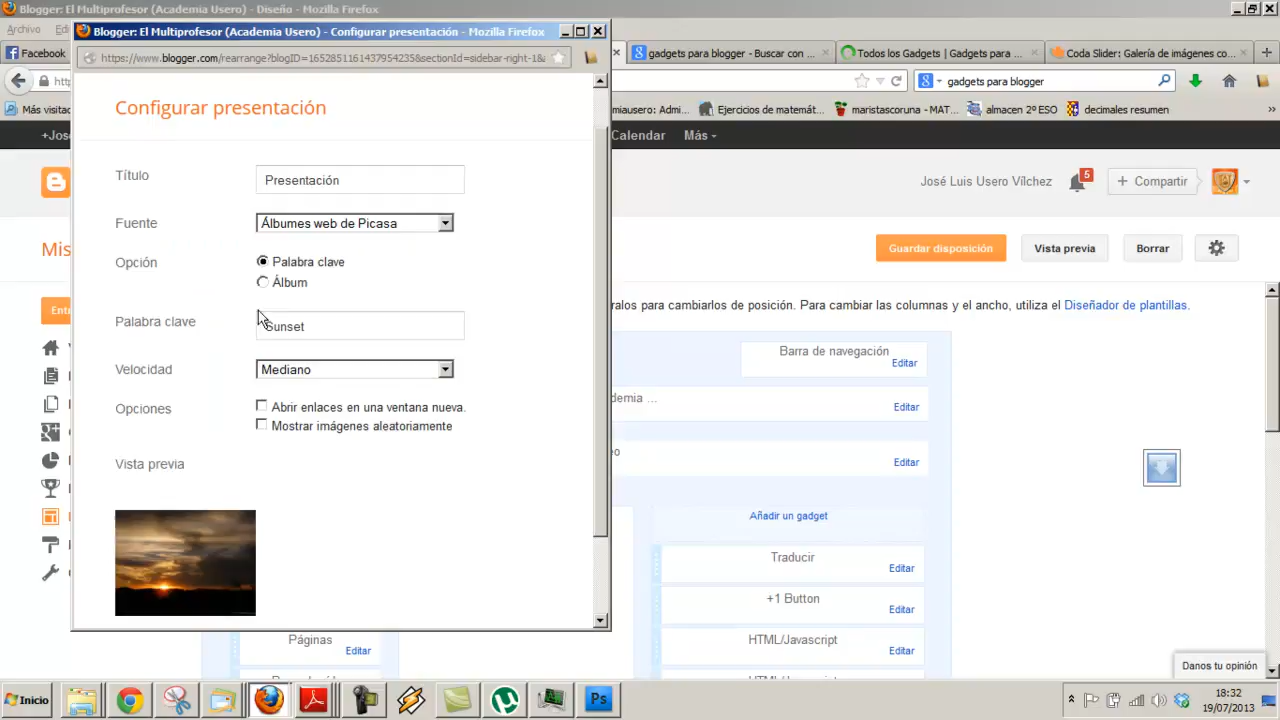 Blogger: El Multiprofesor (Academia Usero) - Diseño - Mozilla Firefox
Archivo
Blogger: El Multiprofesor (Academia Usero) - Configurar presentación - Mozilla Firefox
Facebook
gadgets para blogger - Buscar con ...
Todos los Gadgets | Gadgets para ...
Coda Slider: Galería de imágenes co...
https://www.blogger.com/rearrange?blogID=1652851161437954235&sectionId=sidebar-right-1&
gadgets para blogger
Más visitados
miausero: Admi...
Ejercicios de matemát...
maristascoruna - MAT...
almacen 2º ESO
decimales resumen
Calendar
Más
Configurar presentación
José Luis Usero Vílchez
5
+ Compartir
Título
Presentación
Fuente
Álbumes web de Picasa
Mis
Guardar disposición
Vista previa
Borrar
Opción
Palabra clave
Álbum
ralos para cambiarlos de posición. Para cambiar las columnas y el ancho, utiliza el Diseñador de plantillas.
Palabra clave
Sunset
Barra de navegación
Editar
Velocidad
Mediano
demia ...
Editar
Opciones
Abrir enlaces en una ventana nueva.
Mostrar imágenes aleatoriamente
Editar
Vista previa
Añadir un gadget
Traducir
Editar
+1 Button
Editar
Páginas
Editar
HTML/Javascript
Editar
Danos tu opinión
Inicio
Ps
18:32
19/07/2013